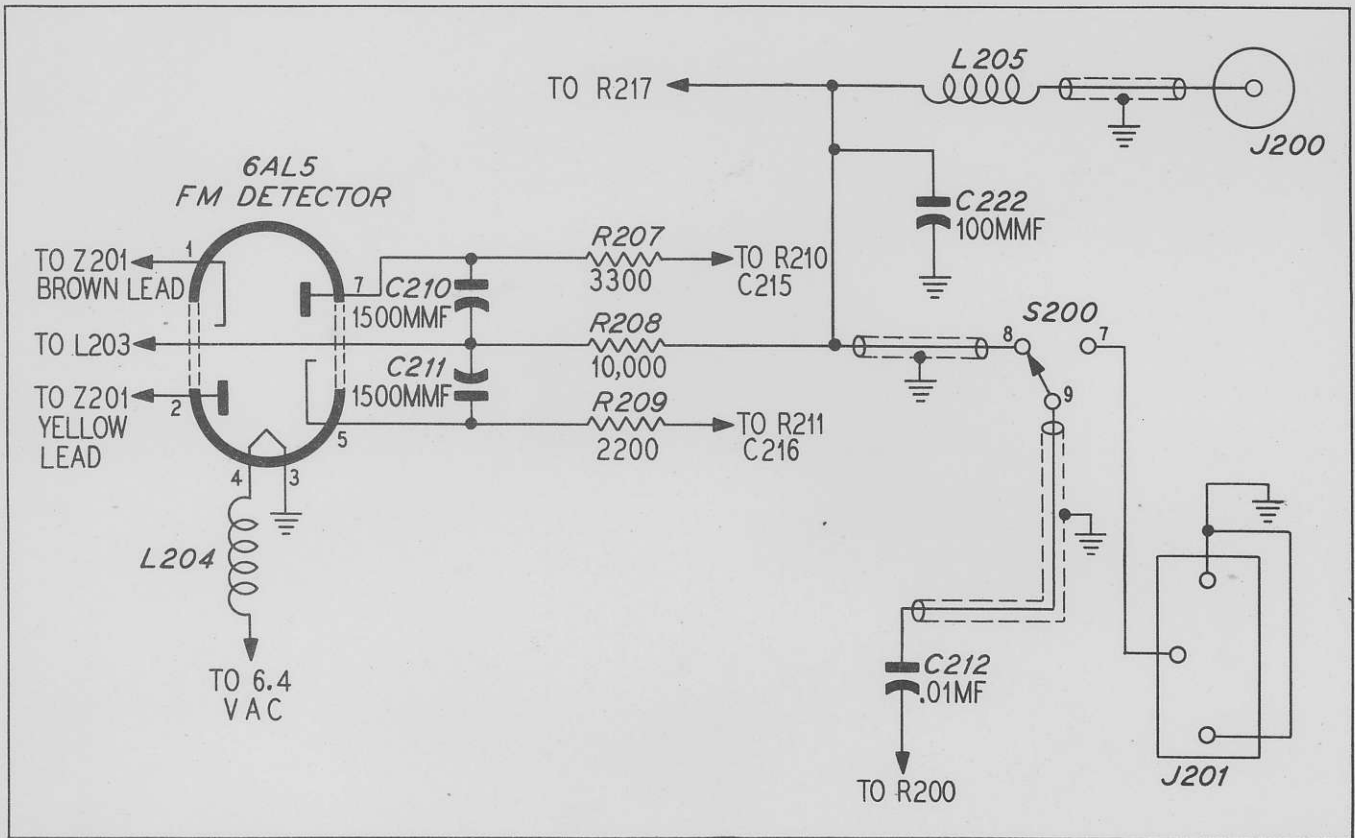 L205
TO R217
J200
6AL5
FM DETECTOR
C222
100MMF
1
TO Z201
BROWN LEAD
7
C210
1500MMF
R207
3300
TO R210
C215
TO L203
R208
10,000
8
S200
7
9
C211
1500MMF
TO Z201
YELLOW
LEAD
2
5
R209
2200
TO R211
C216
4
3
L204
TO 6.4
VAC
C212
.01MF
TO R200
J201